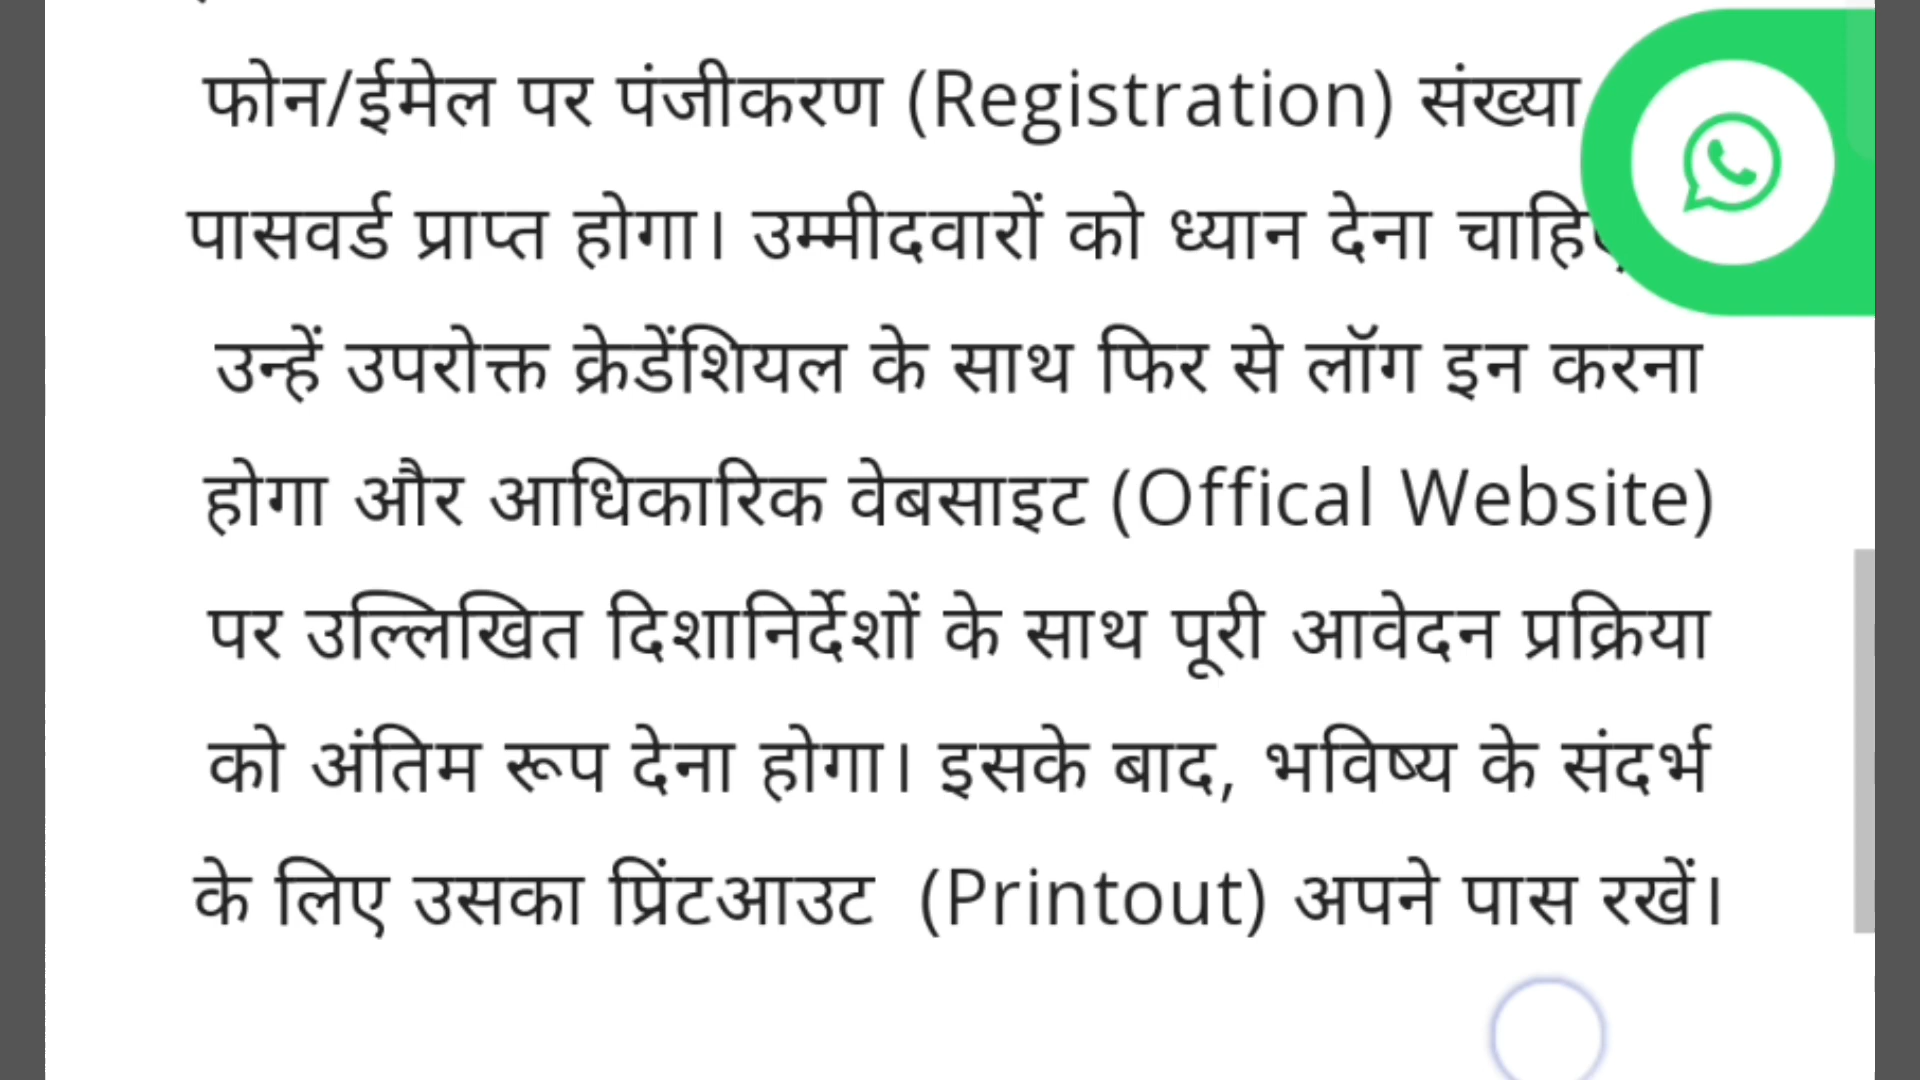 फोन/ईमेल पर पंजीकरण (Registration) संख्या
पासवर्ड प्राप्त होगा। उम्मीदवारों को ध्यान देना
उन्हें उपरोक्त क्रेडेंशियल के साथ फिर से लॉग इन करना
होगा और आधिकारिक वेबसाइट (Offical Website)
पर उल्लिखित दिशानिर्देशों के साथ पूरी आवेदन प्रक्रिया
को अंतिम रूप देना होगा। इसके बाद, भविष्य के संदर्भ
के लिए उसका प्रिंटआउट (Printout) अपने पास रखें।